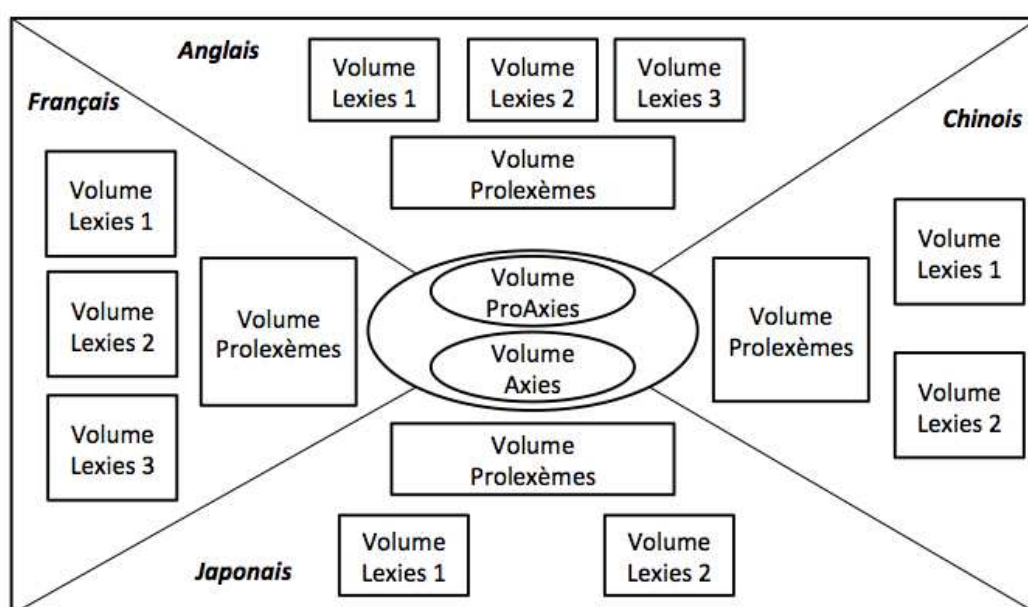 Anglais
Volume
Lexies 1
Volume
Lexies 2
Volume
Lexies 3
Volume
Prolexèmes
Français
Volume
Lexies 1
Volume
Lexies 2
Volume
Lexies 3
Volume
Prolexèmes
Volume
ProAxies
Volume
Axies
Chinois
Volume
Prolexèmes
Volume
Lexies 1
Volume
Lexies 2
Volume
Prolexèmes
Japonais
Volume
Lexies 1
Volume
Lexies 2